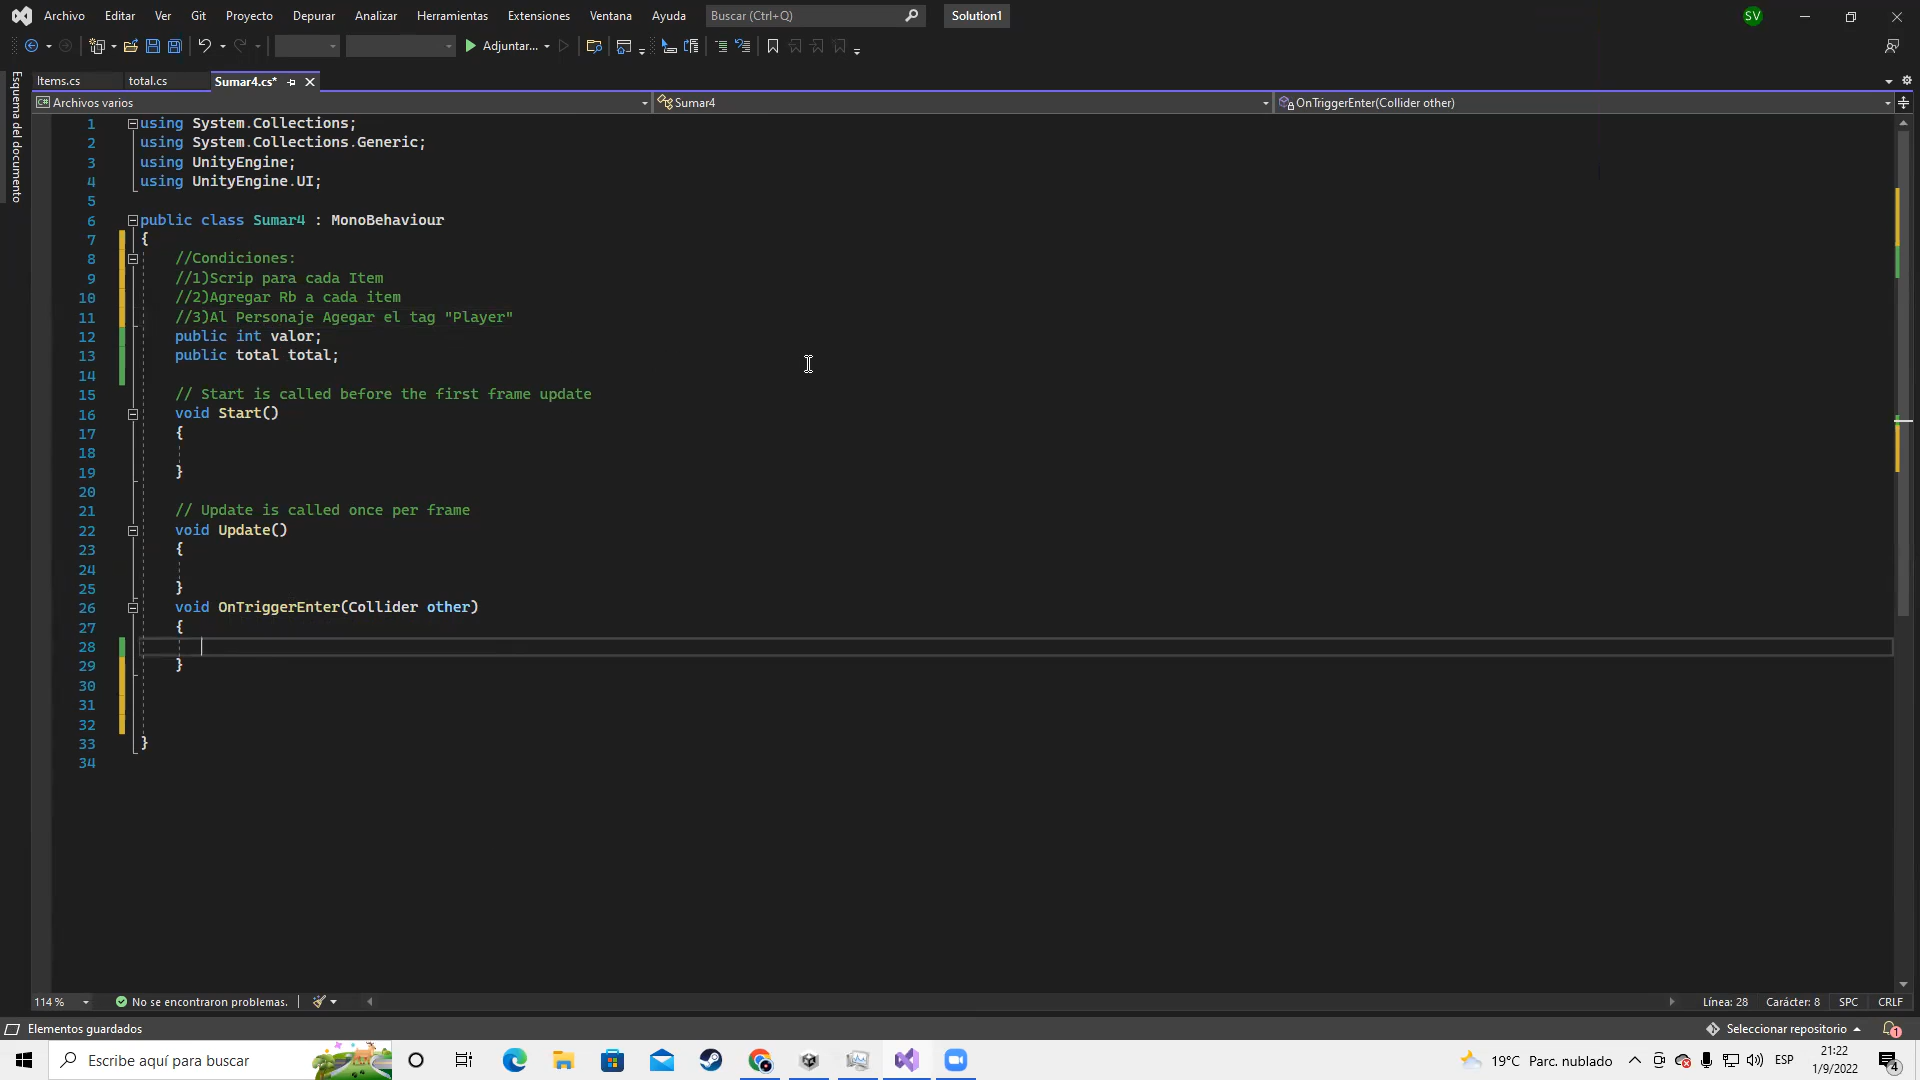 Archivo Editar Ver Git Proyecto Depurar Analizar Herramientas Extensiones Ventana Ayuda Buscar (Ctrl+Q) Solution1 SV
Adjuntar...
Esquema del documento
Items.cs total.cs Sumar4.cs*
C# Archivos varios Sumar4 OnTriggerEnter(Collider other)
1 using System.Collections;
2 using System.Collections.Generic;
3 using UnityEngine;
4 using UnityEngine.UI;
5
6 public class Sumar4 : MonoBehaviour
7 {
8 //Condiciones:
9 //1)Scrip para cada Item
10 //2)Agregar Rb a cada item
11 //3)Al Personaje Agegar el tag "Player"
12 public int valor;
13 public total total;
14
15 // Start is called before the first frame update
16 void Start()
17 {
18
19 }
20
21 // Update is called once per frame
22 void Update()
23 {
24
25 }
26 void OnTriggerEnter(Collider other)
27 {
28
29 }
30
31
32
33 }
34
114 % No se encontraron problemas. Línea: 28 Carácter: 8 SPC CRLF
Elementos guardados Seleccionar repositorio 1
Escribe aquí para buscar 19°C Parc. nublado ESP 21:22
1/9/2022 4